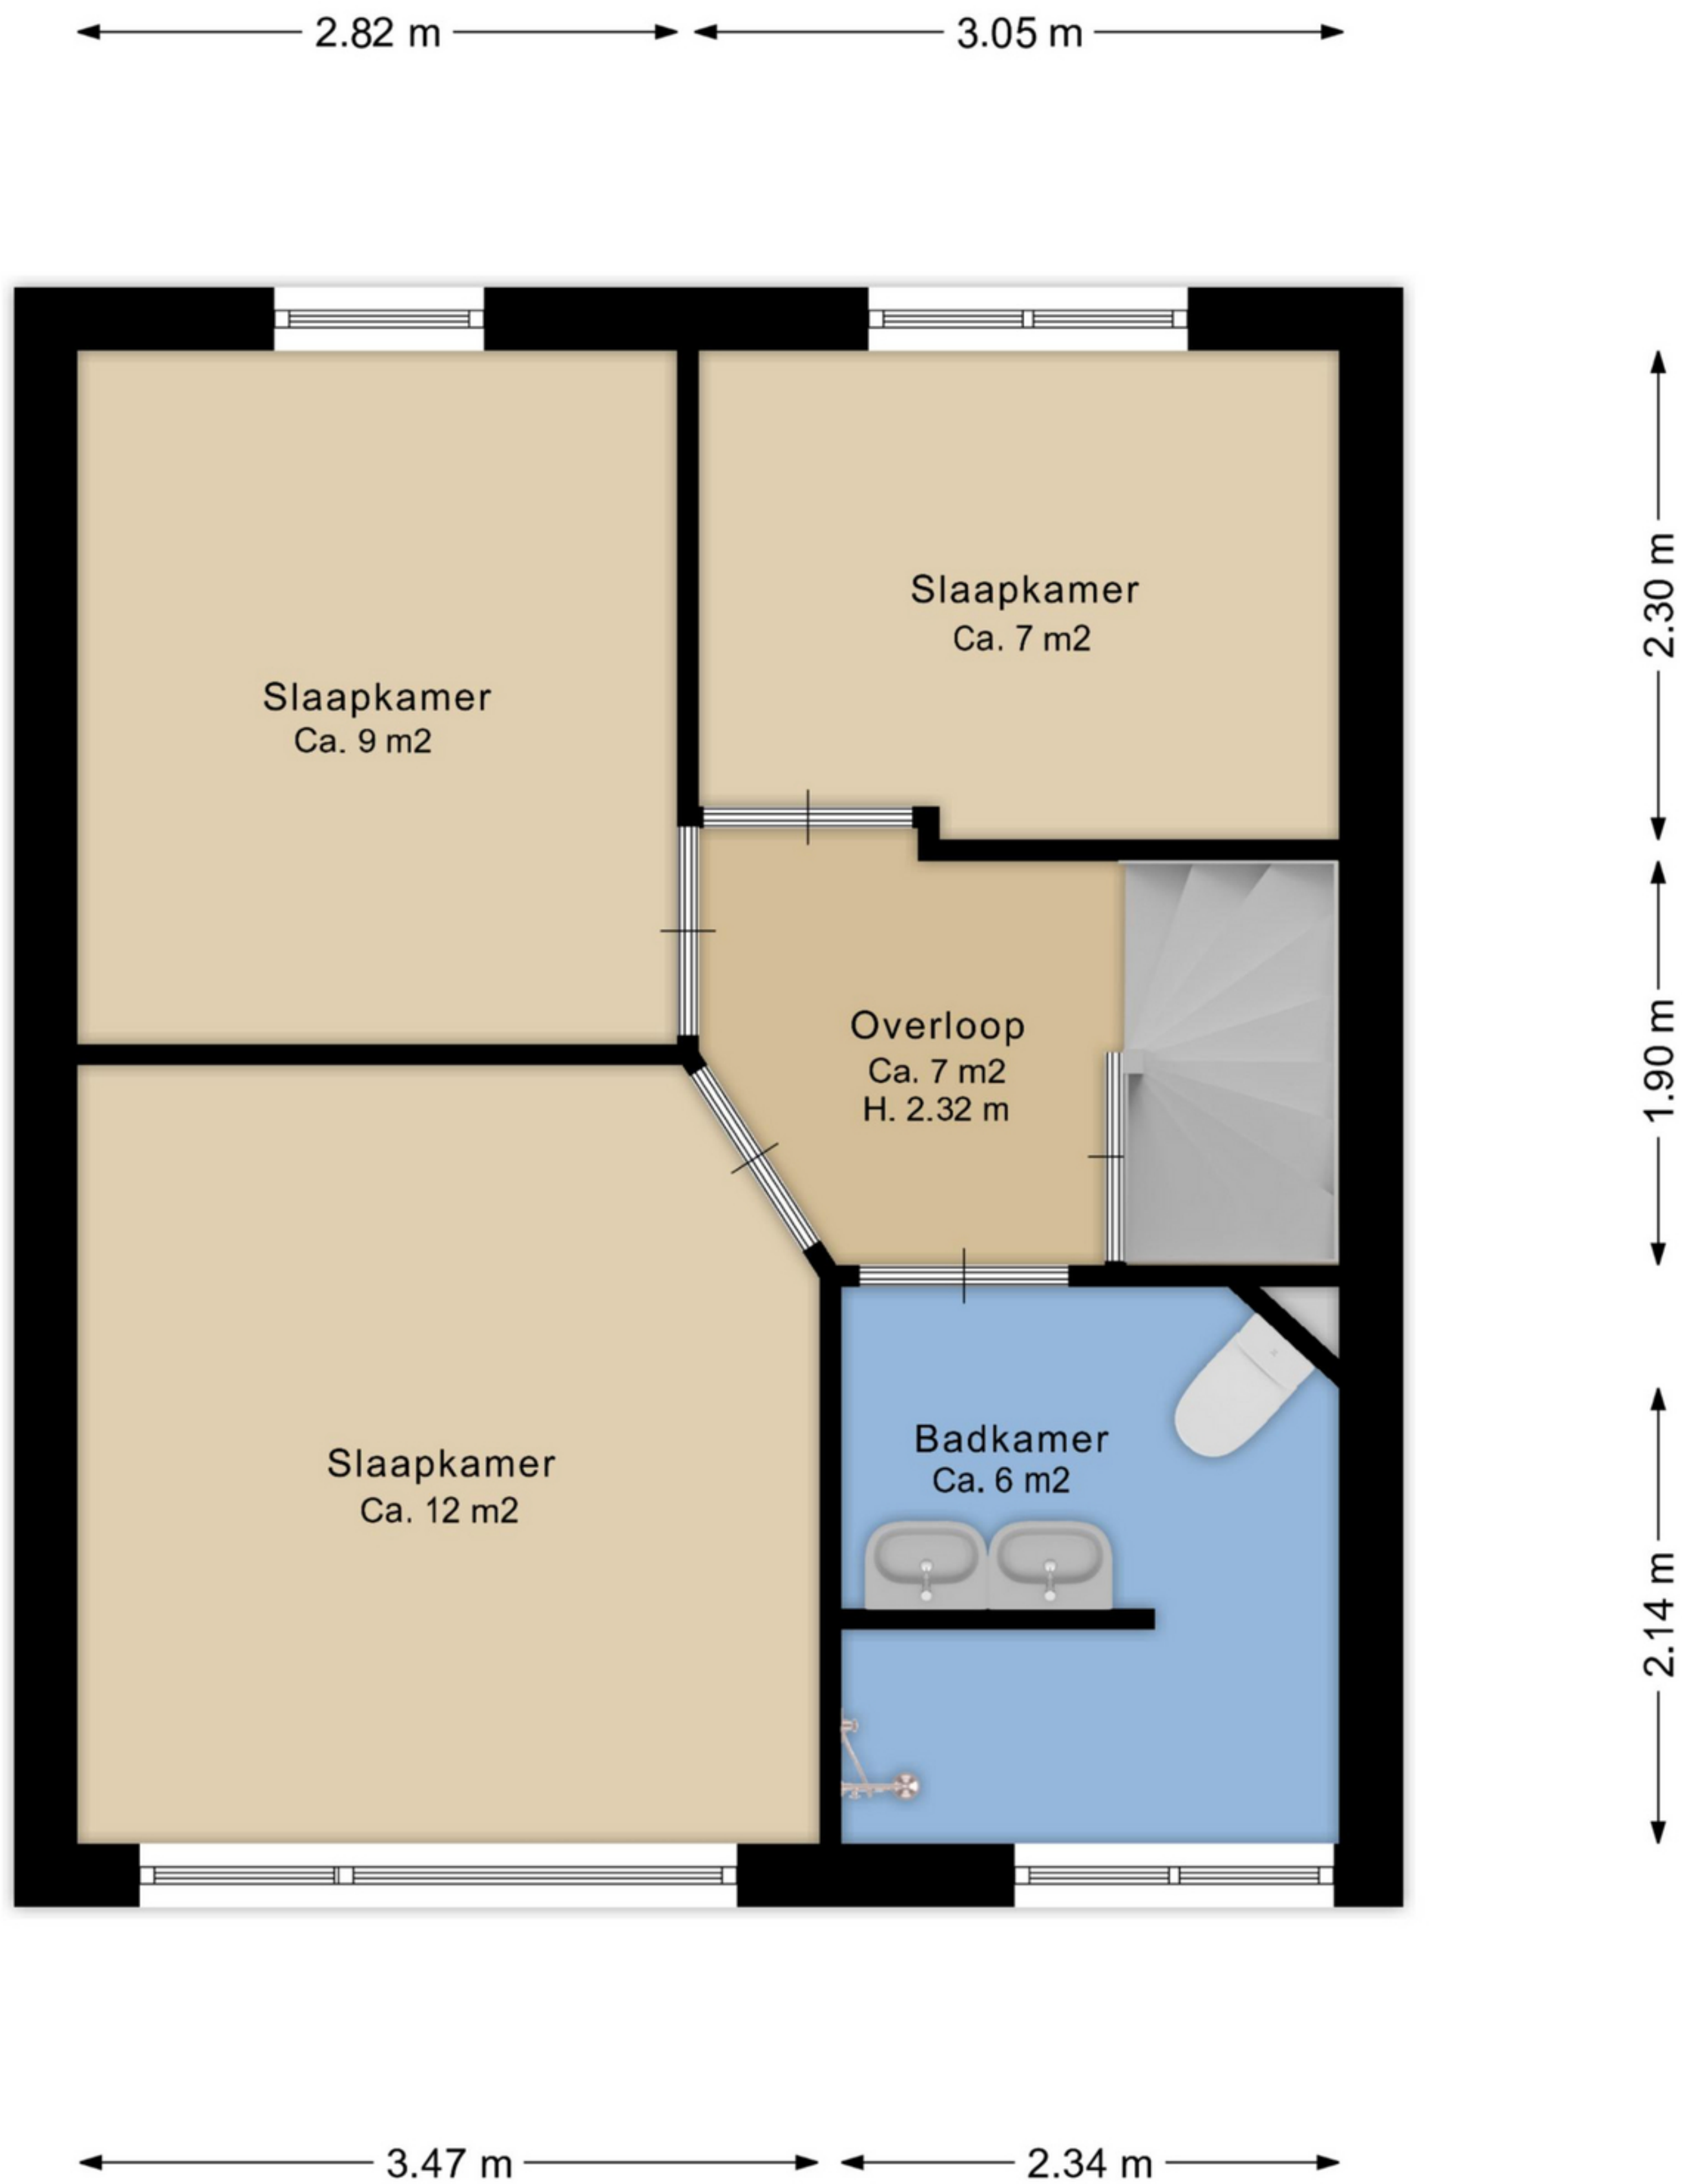 2.82 m
3.05 m
Slaapkamer
Ca. 7 m2
2.30 m
Slaapkamer
Ca. 9 m2
Overloop
Ca. 7 m2
H. 2.32 m
1.90 m
Badkamer
Ca. 6 m2
Slaapkamer
Ca. 12 m2
2.14 m
3.47 m
2.34 m